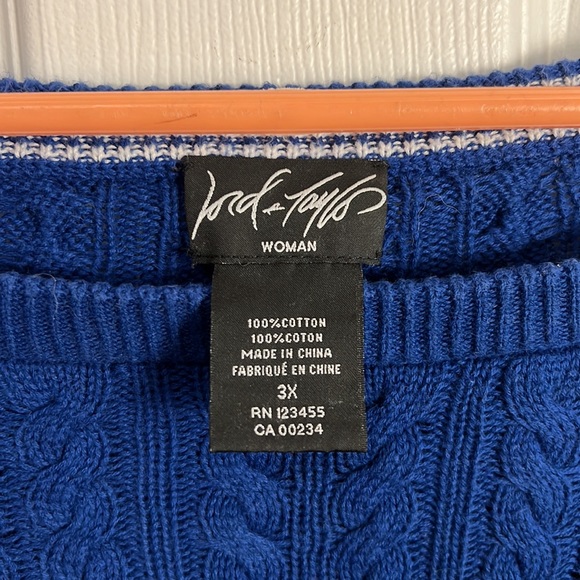 Lord & Taylor
WOMAN
100%COTTON
100%COTON
MADE IN CHINA
FABRIQUÉ EN CHINE
3X
RN 123455
CA 00234